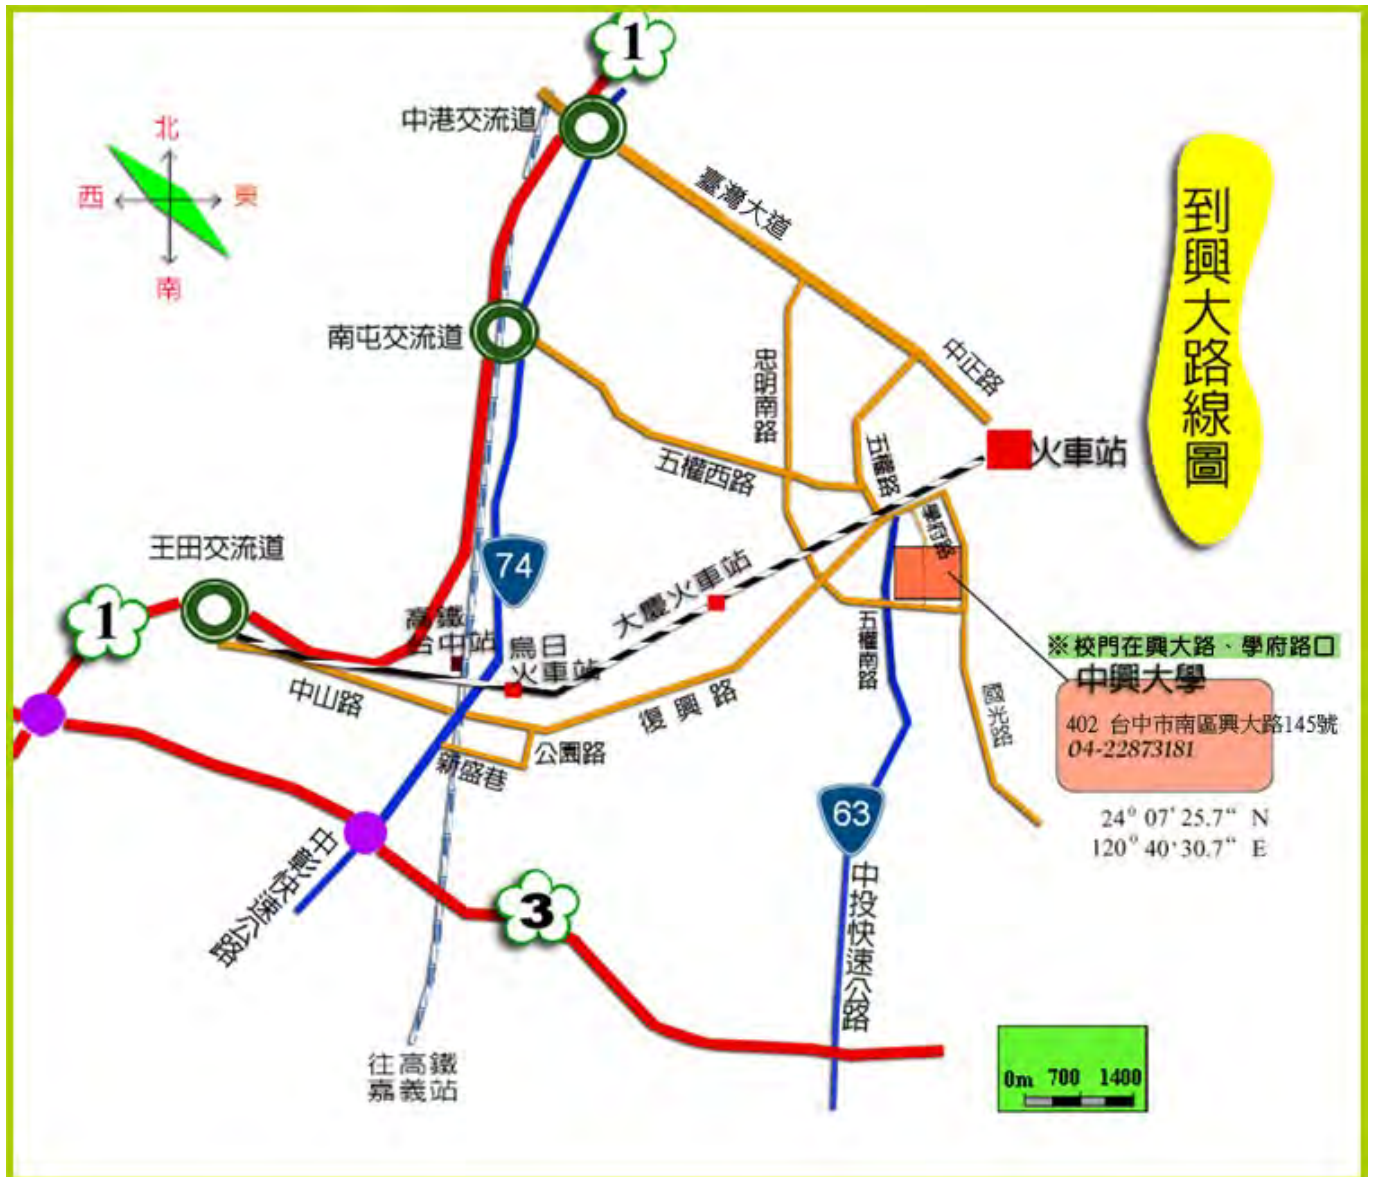 1
中港交流道
北
西
東
南
臺灣大道
到興大路線圖
南屯交流道
忠明南路
中正路
五權西路
五權路
火車站
學府路
王田交流道
74
大慶火車站
1
高鐵
台中站
烏日
火車站
五權南路
※校門在興大路、學府路口
中興大學
402 台中市南區興大路145號
04-22873181
中山路
復興路
國光路
公園路
新盛巷
24° 07' 25.7" N
120° 40' 30.7" E
63
中彰快速公路
3
中投快速公路
往高鐵
嘉義站
0m 700 1400